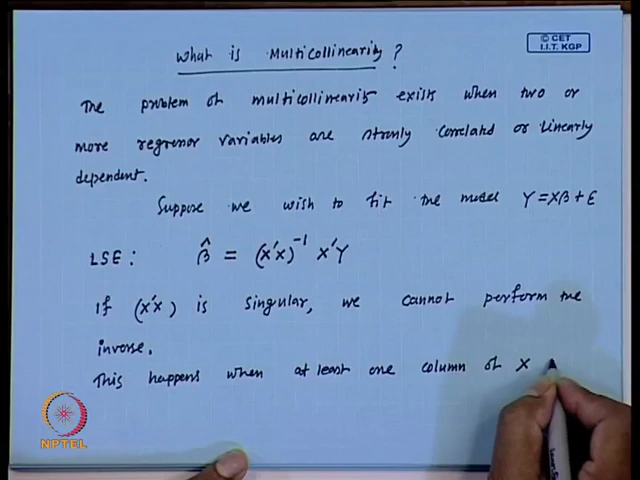 What is Multicollinearity?
© CET
I.I.T. KGP
The problem of multicollinearity exists when two or
more regressor variables are stronly correlated or linearly
dependent.
Suppose we wish to fit the model Y = Xβ + ε
LSE: β̂ = (X'X)⁻¹ X'Y
If (X'X) is singular, we cannot perform the
inverse.
This happens when at least one column of X
NPTEL